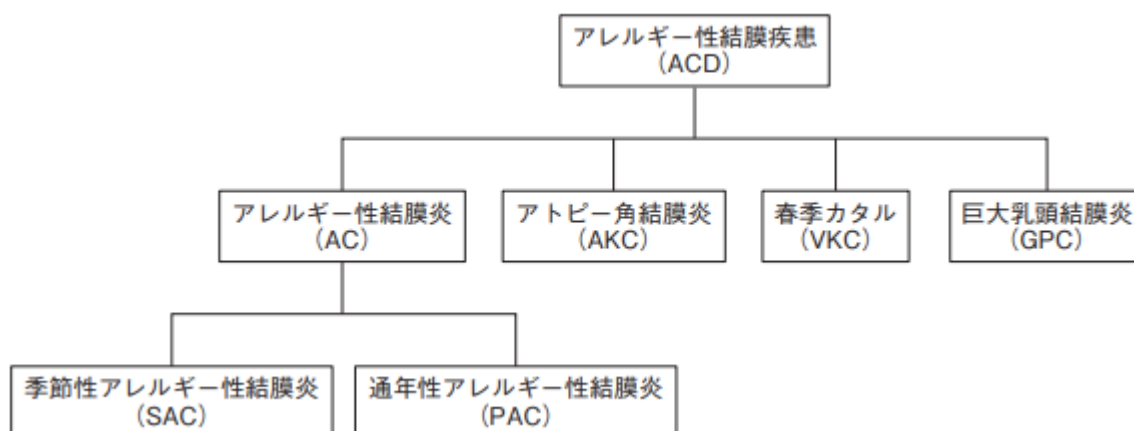 アレルギー性結膜疾患
（ACD）
アレルギー性結膜炎
（AC）
アトピー角結膜炎
（AKC）
春季カタル
（VKC）
巨大乳頭結膜炎
（GPC）
季節性アレルギー性結膜炎
（SAC）
通年性アレルギー性結膜炎
（PAC）